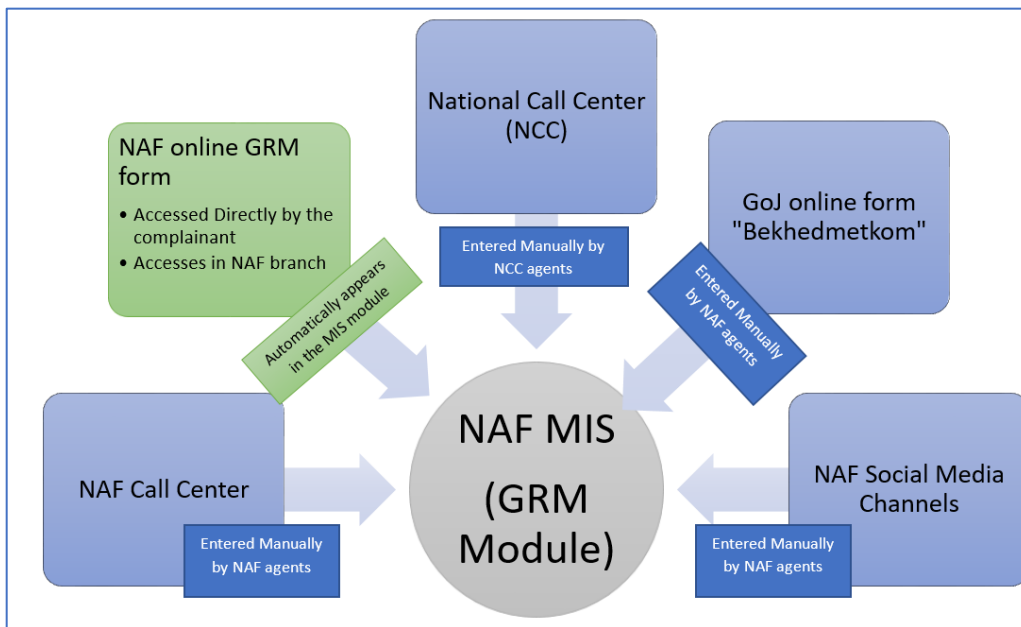 National Call Center
(NCC)
Entered Manually by
NCC agents
NAF online GRM
form
• Accessed Directly by the
complainant
• Accesses in NAF branch
Automatically appears
in the MIS module
GoJ online form
"Bekhedmetkom"
Entered Manually
by NAF agents
NAF Call Center
Entered Manually
by NAF agents
NAF MIS
(GRM
Module)
NAF Social Media
Channels
Entered Manually
by NAF agents